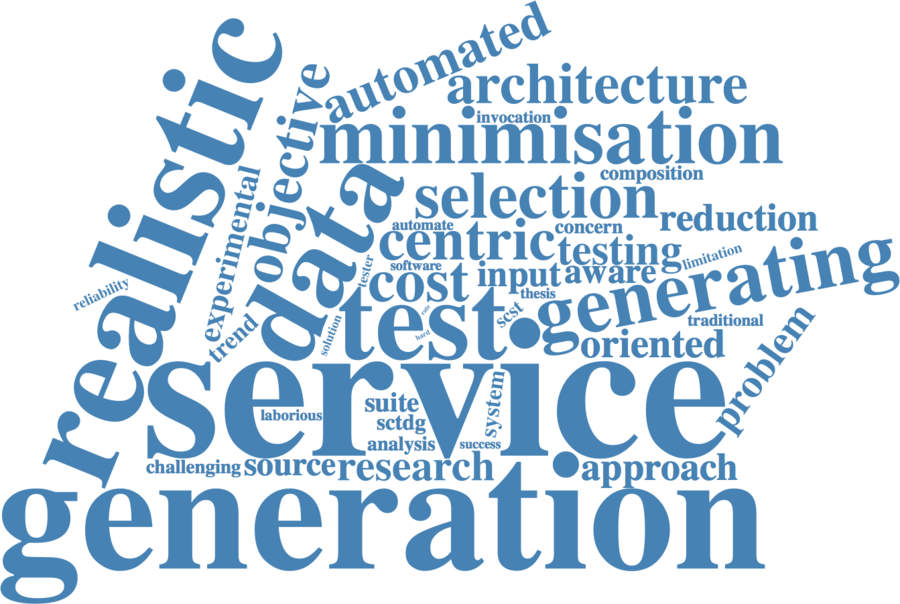 realistic
automated
architecture
objective
invocation
minimisation
composition
experimental
data
selection
reduction
automate
concern
centric
testing
limitation
tester
software
cost
input
aware
generating
reliability
thesis
scst
test
traditional
trend
solution
hard
oriented
problem
service
laborious
suite
system
sctdg
analysis
success
challenging
source
research
approach
generation